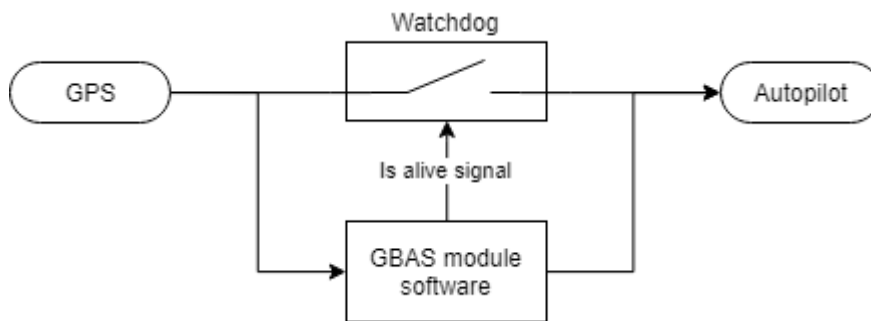 Watchdog
GPS
Autopilot
Is alive signal
GBAS module
software